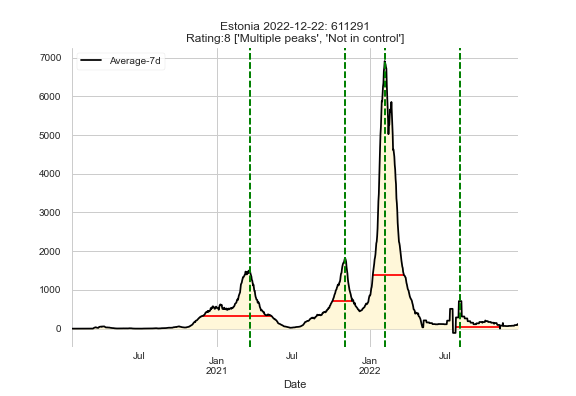 Estonia 2022-12-22: 611291
Rating:8 ['Multiple peaks', 'Not in control']
Average-7d
7000
6000
5000
4000
3000
2000
1000
0
Jul
Jan
2021
Jul
Jan
2022
Jul
Date